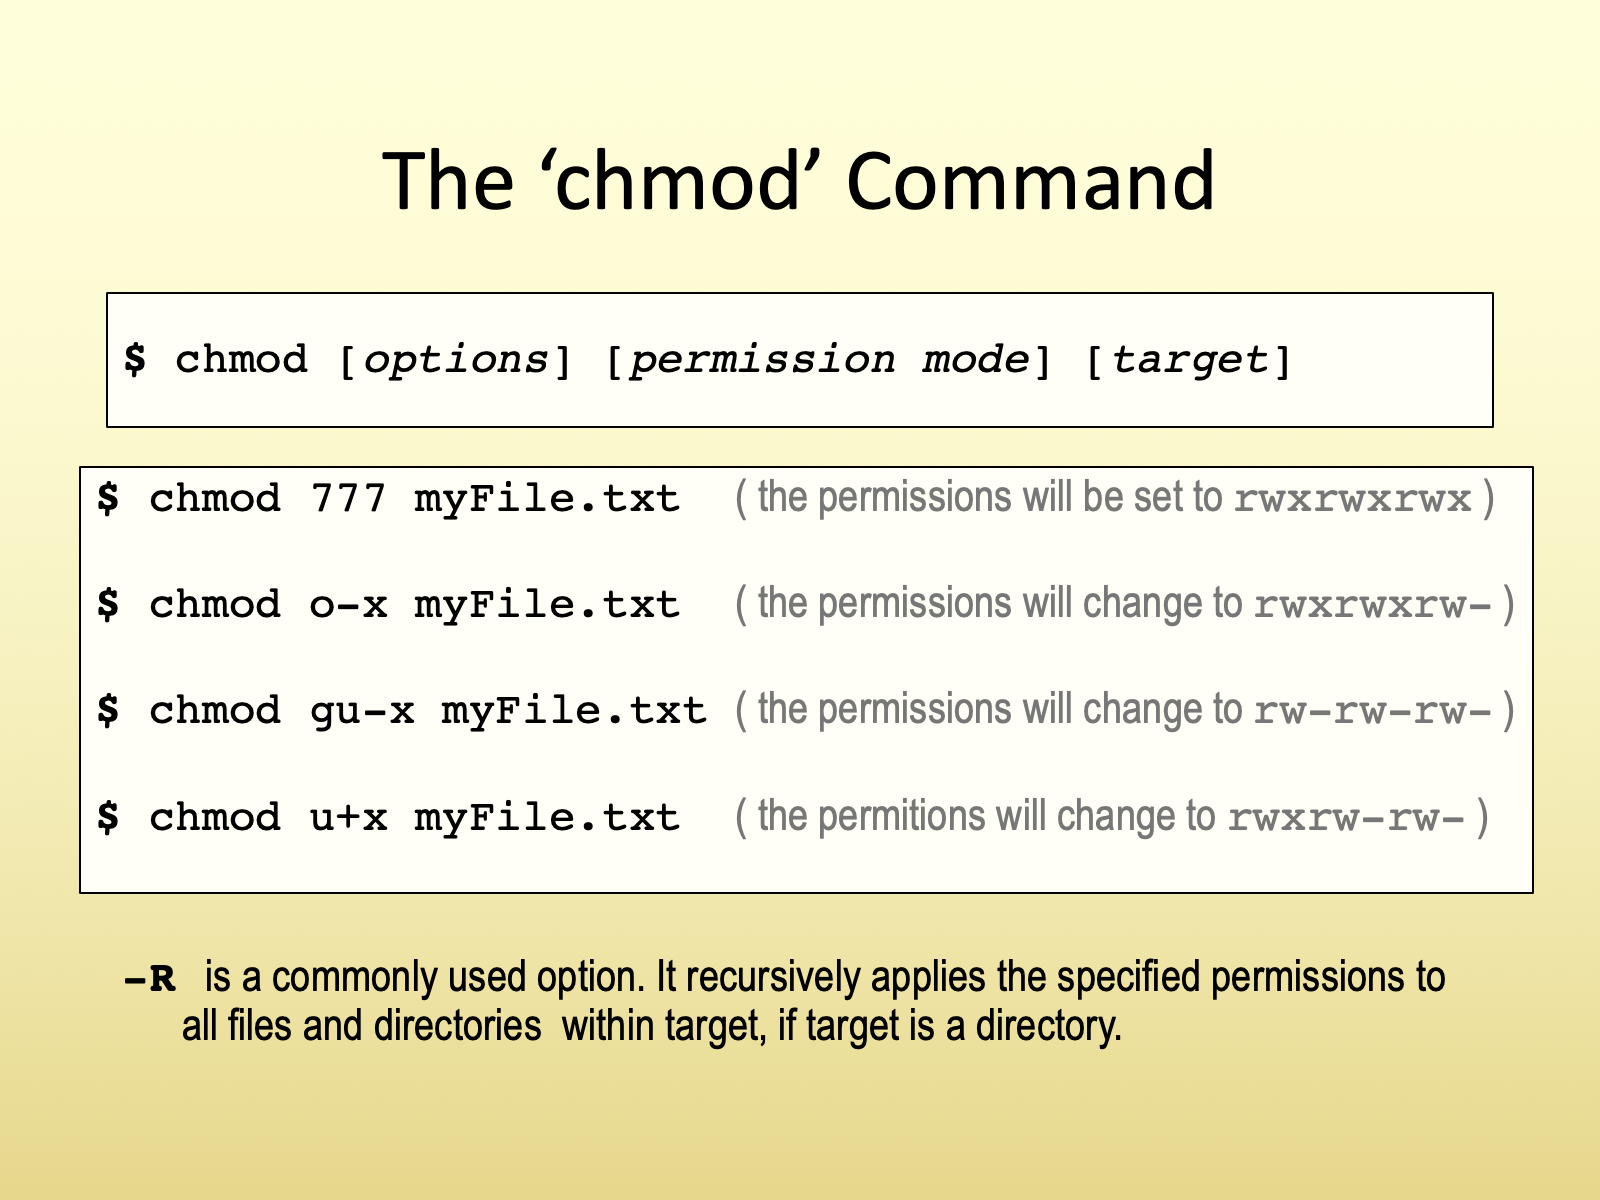 The ‘chmod’ Command
$ chmod [options] [permission mode] [target]
$ chmod 777 myFile.txt ( the permissions will be set to rwxrwxrwx )
$ chmod o-x myFile.txt ( the permissions will change to rwxrwxrw- )
$ chmod gu-x myFile.txt ( the permissions will change to rw-rw-rw- )
$ chmod u+x myFile.txt ( the permitions will change to rwxrw-rw- )
-R is a commonly used option. It recursively applies the specified permissions to
all files and directories within target, if target is a directory.